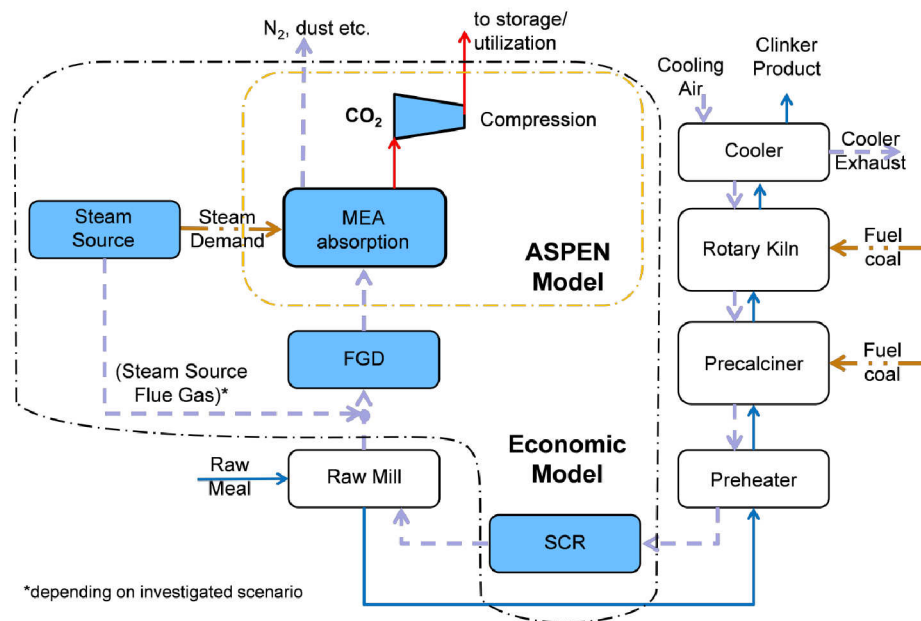 N₂, dust etc.
to storage/
utilization
Clinker
Product
Cooling
Air
CO₂
Compression
Cooler
Cooler
Exhaust
Steam
Source
Steam
Demand
MEA
absorption
ASPEN
Model
Rotary Kiln
Fuel
coal
FGD
Precalciner
Fuel
coal
(Steam Source
Flue Gas)*
Economic
Model
Raw
Meal
Raw Mill
Preheater
SCR
*depending on investigated scenario